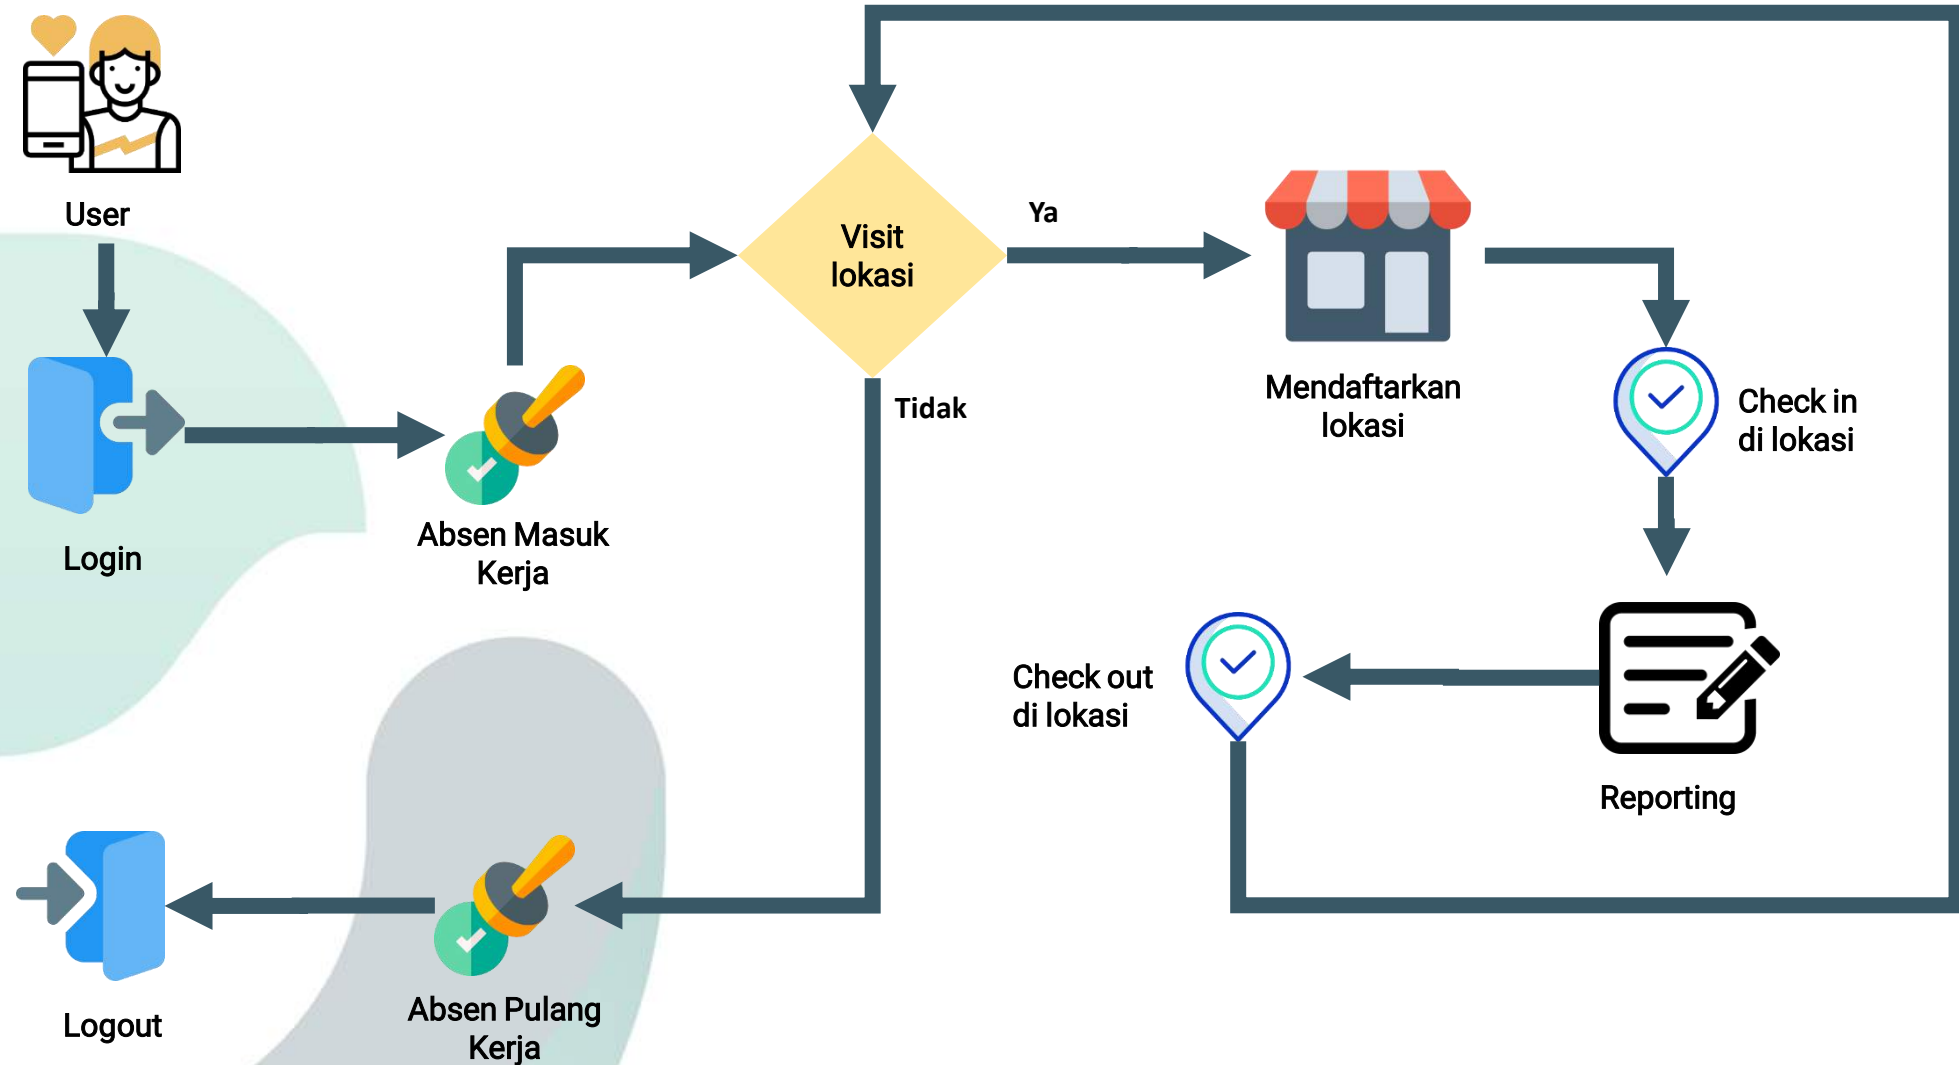 User
Login
Absen Masuk
Kerja
Visit
lokasi
Ya
Tidak
Mendaftarkan
lokasi
Check in
di lokasi
Reporting
Check out
di lokasi
Absen Pulang
Kerja
Logout